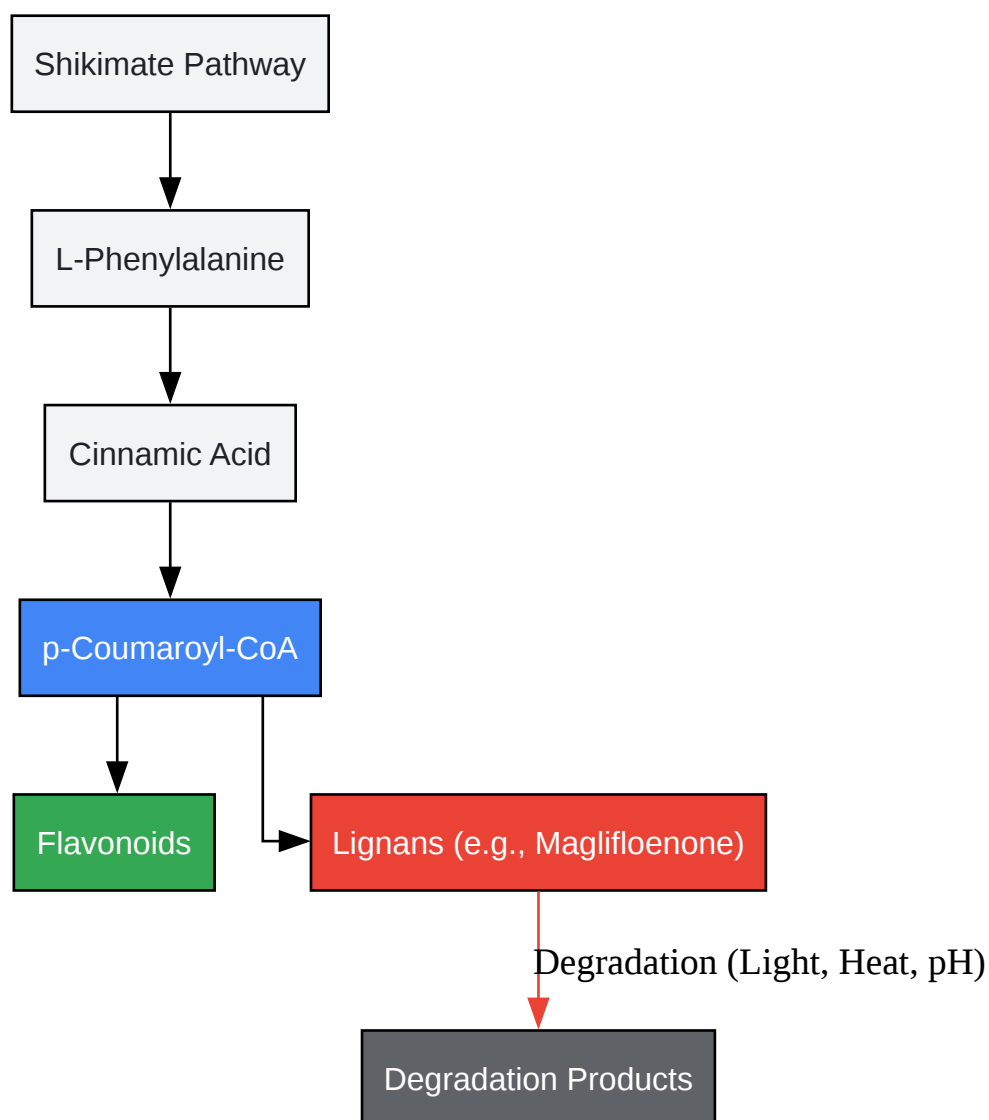 Shikimate Pathway
L-Phenylalanine
Cinnamic Acid
p-Coumaroyl-CoA
Flavonoids
Lignans (e.g., Maglifloenone)
Degradation (Light, Heat, pH)
Degradation Products